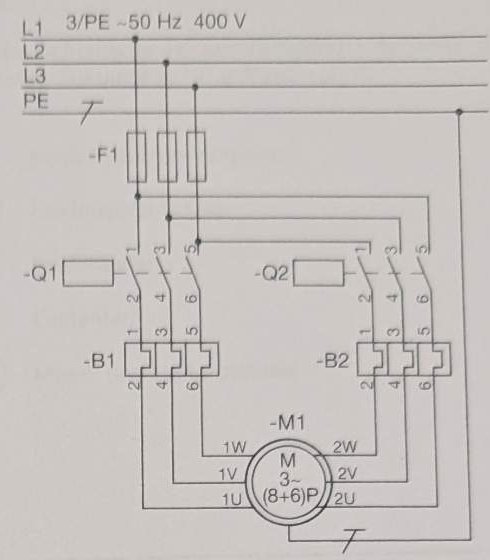 L1 3/PE ~50 Hz 400 V
L2
L3
PE
-F1
1 3 5 1 3 5
-Q1 -Q2
2 4 6 2 4 6
1 3 5 1 3 5
-B1 -B2
2 4 6 2 4 6
-M1
1W M 2W
1V 3~ 2V
1U (8+6)P 2U